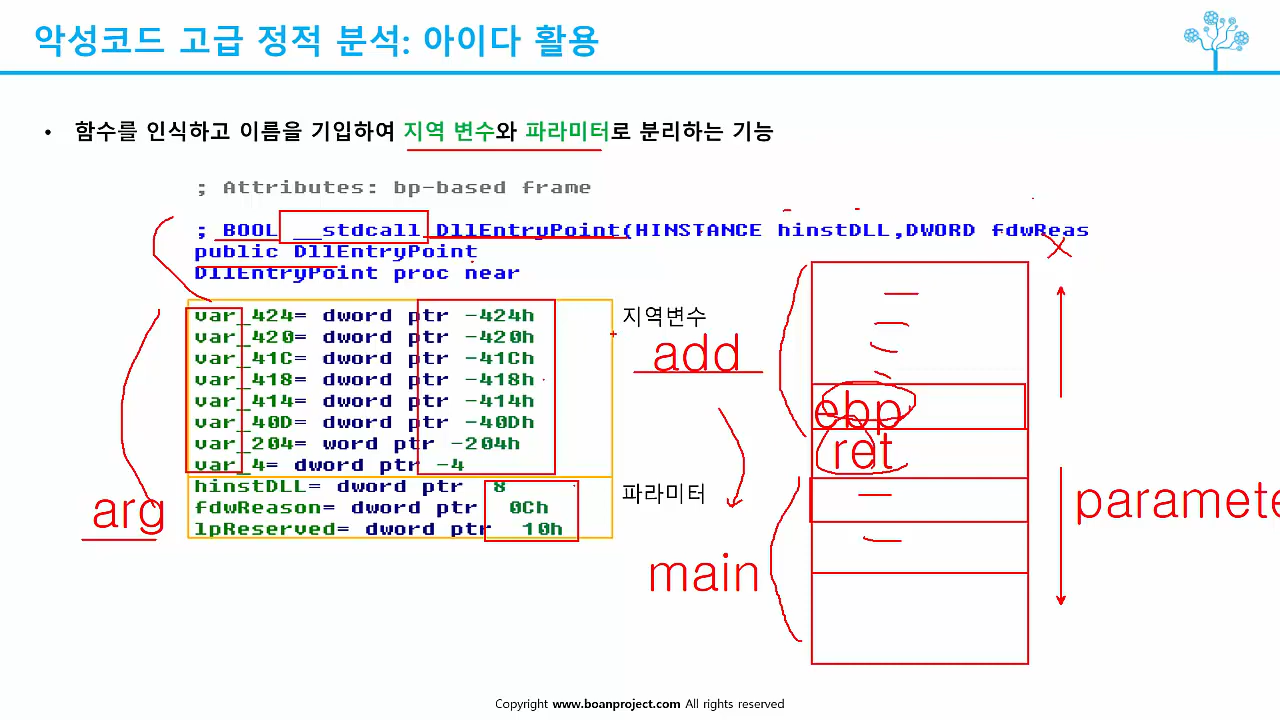 악성코드 고급 정적 분석: 아이다 활용
• 함수를 인식하고 이름을 기입하여 지역 변수와 파라미터로 분리하는 기능
; Attributes: bp-based frame
; BOOL __stdcall DllEntryPoint(HINSTANCE hinstDLL,DWORD fdwReas
public DllEntryPoint
DllEntryPoint proc near
var_424= dword ptr -424h
var_420= dword ptr -420h
var_41C= dword ptr -41Ch
var_418= dword ptr -418h
var_414= dword ptr -414h
var_40D= dword ptr -40Dh
var_204= word ptr -204h
var_4= dword ptr -4
hinstDLL= dword ptr 8
fdwReason= dword ptr 0Ch
lpReserved= dword ptr 10h
지역변수
파라미터
arg
add
main
ebp
ret
paramete
Copyright www.boanproject.com All rights reserved